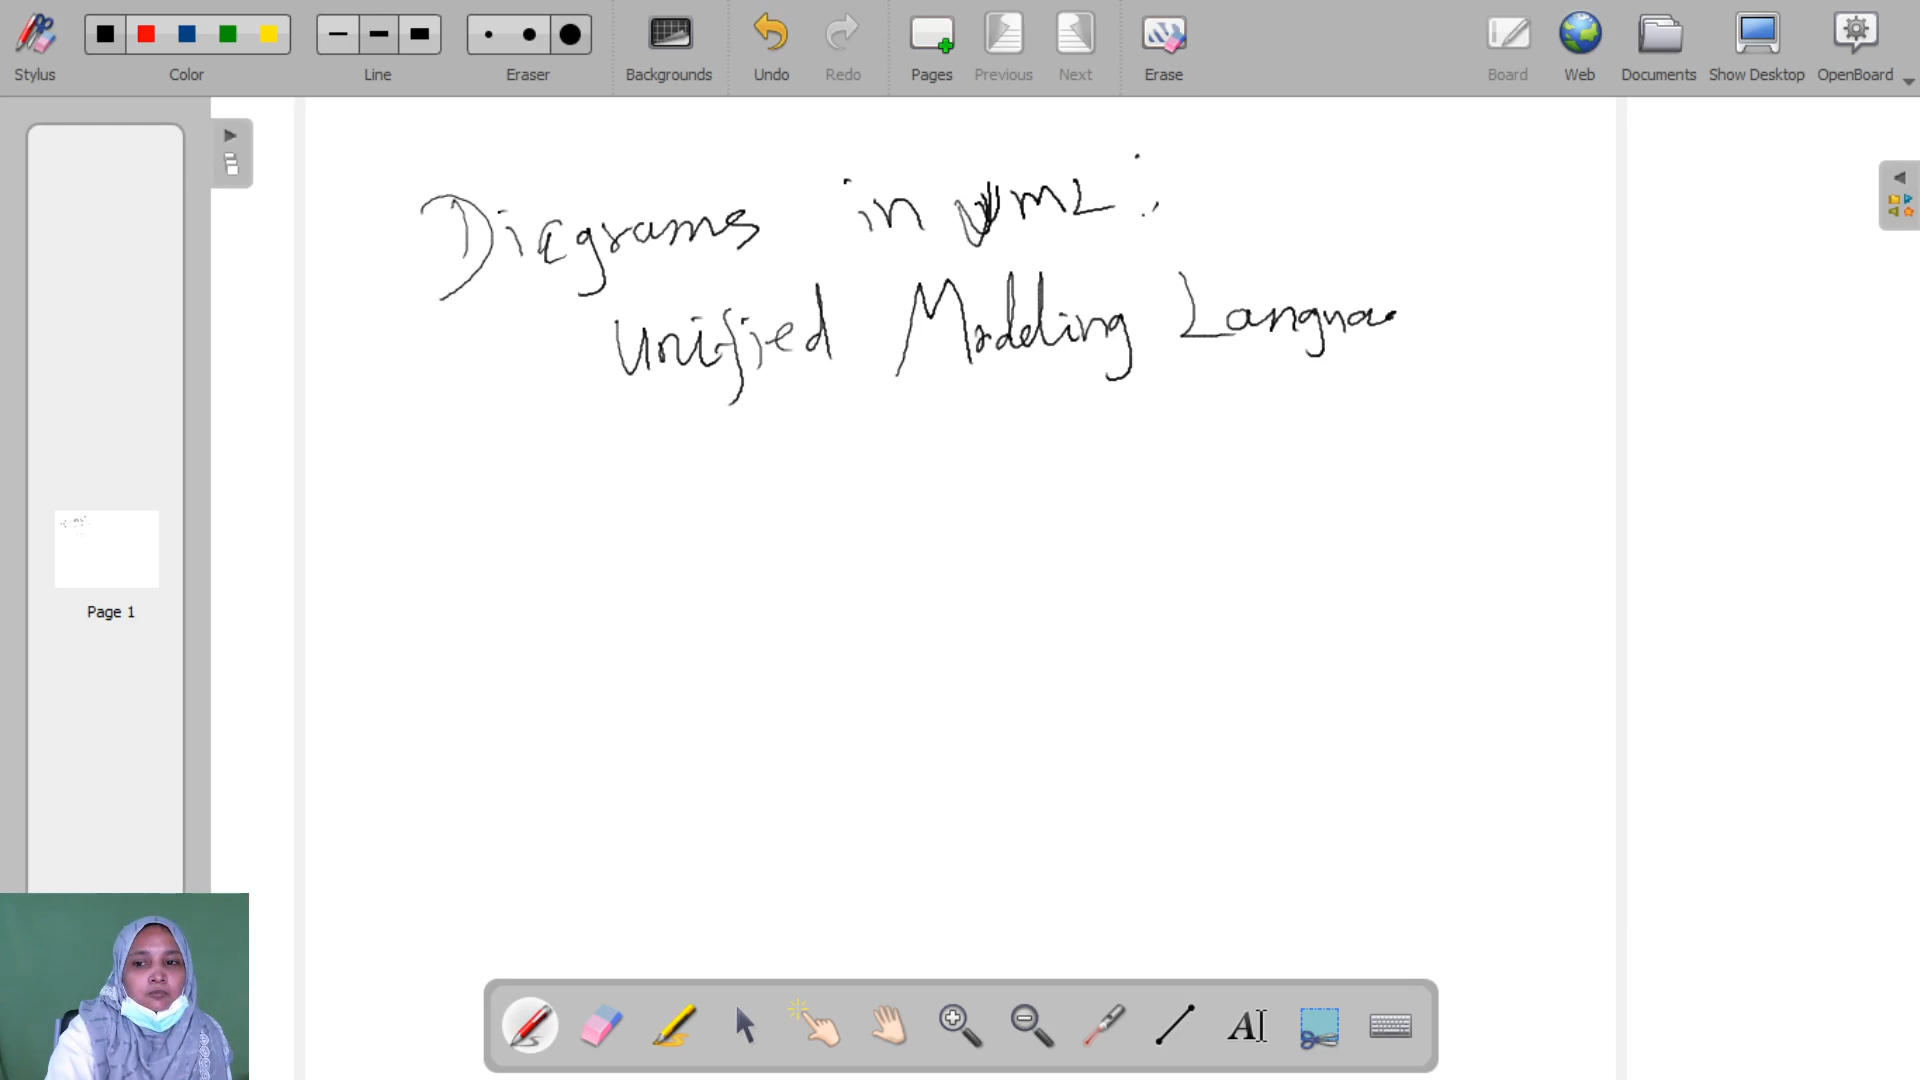 Stylus Color Line Eraser Backgrounds Undo Redo Pages Previous Next Erase Board Web Documents Show Desktop OpenBoard
Diagrams in UML :
Unified Modeling Langua
Page 1